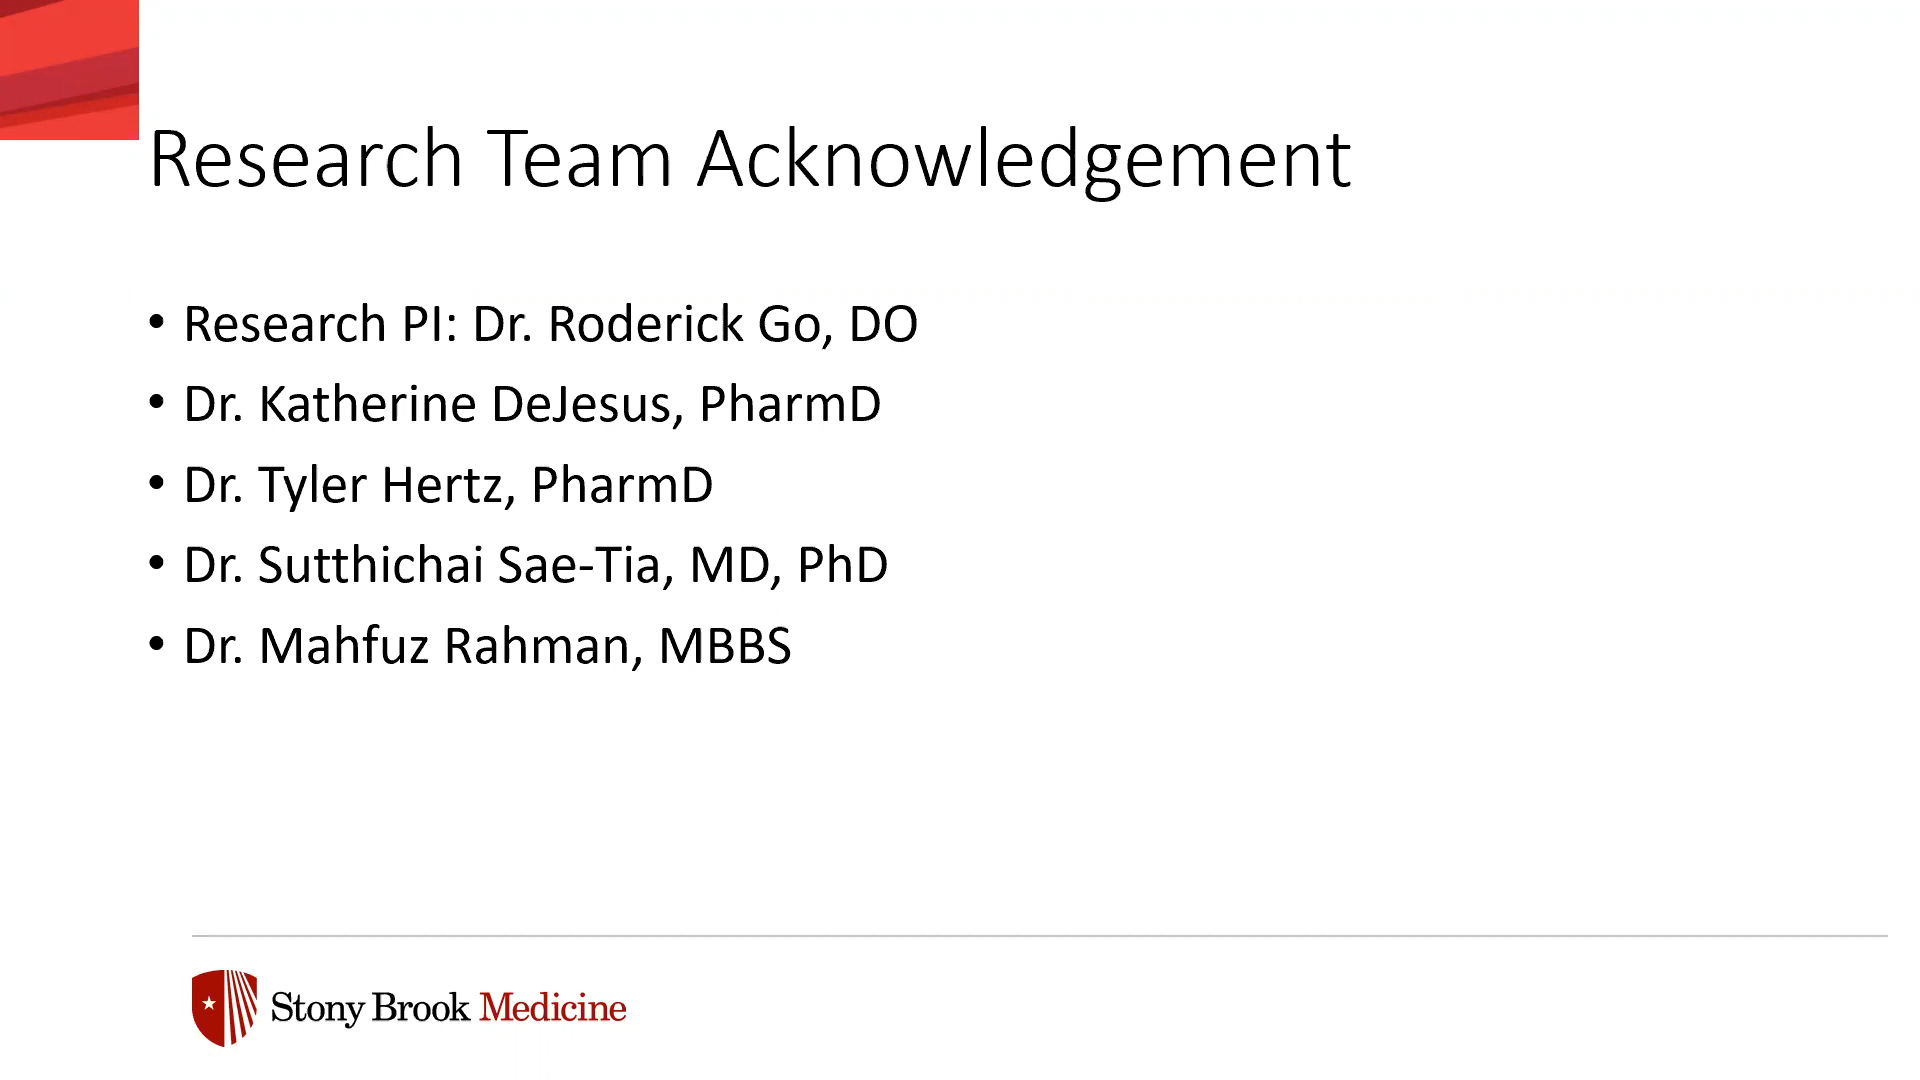 Research Team Acknowledgement
• Research PI: Dr. Roderick Go, DO
• Dr. Katherine DeJesus, PharmD
• Dr. Tyler Hertz, PharmD
• Dr. Sutthichai Sae-Tia, MD, PhD
• Dr. Mahfuz Rahman, MBBS
Stony Brook Medicine